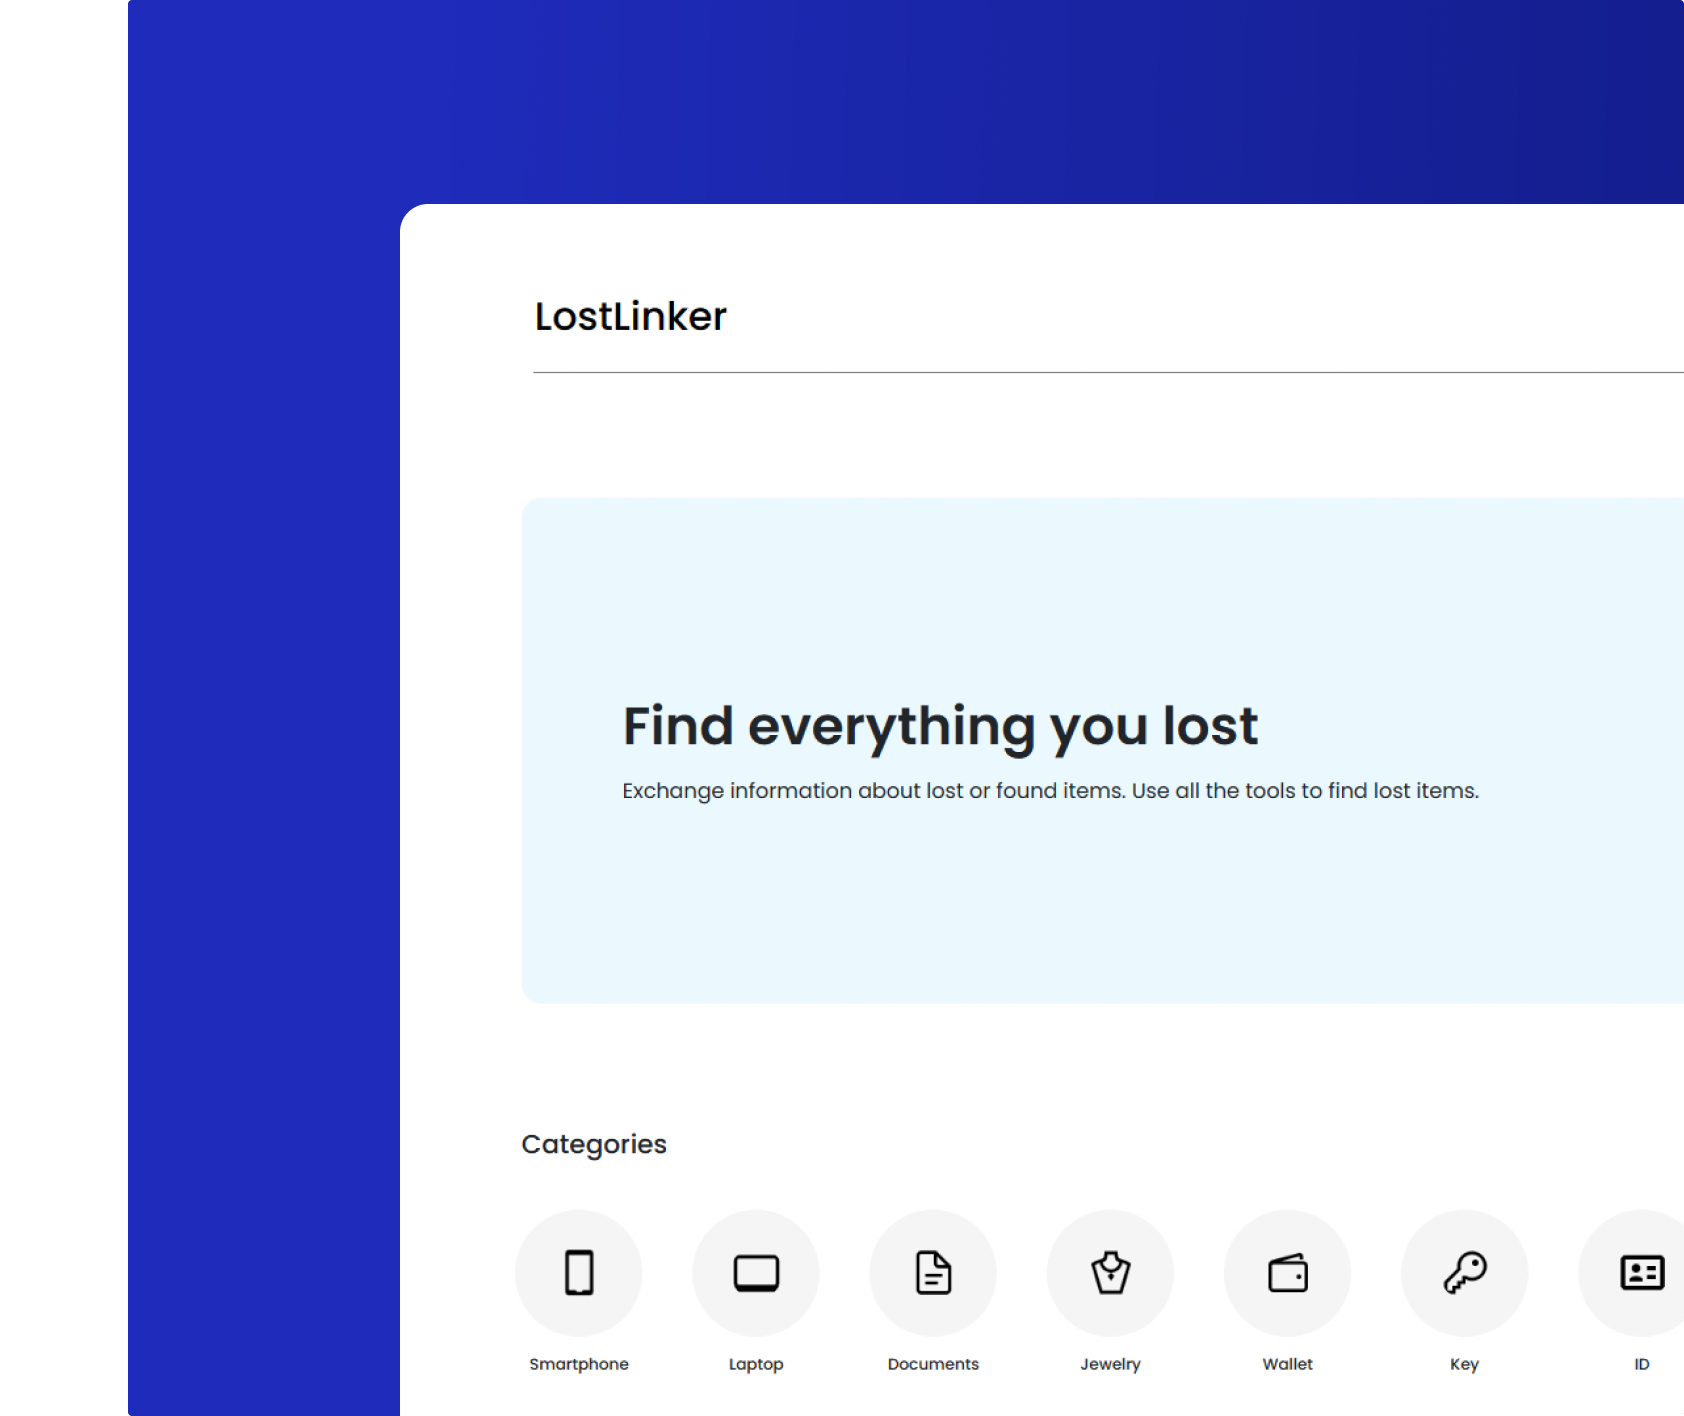 LostLinker
Find everything you lost
Exchange information about lost or found items. Use all the tools to find lost items.
Categories
Smartphone
Laptop
Documents
Jewelry
Wallet
Key
ID